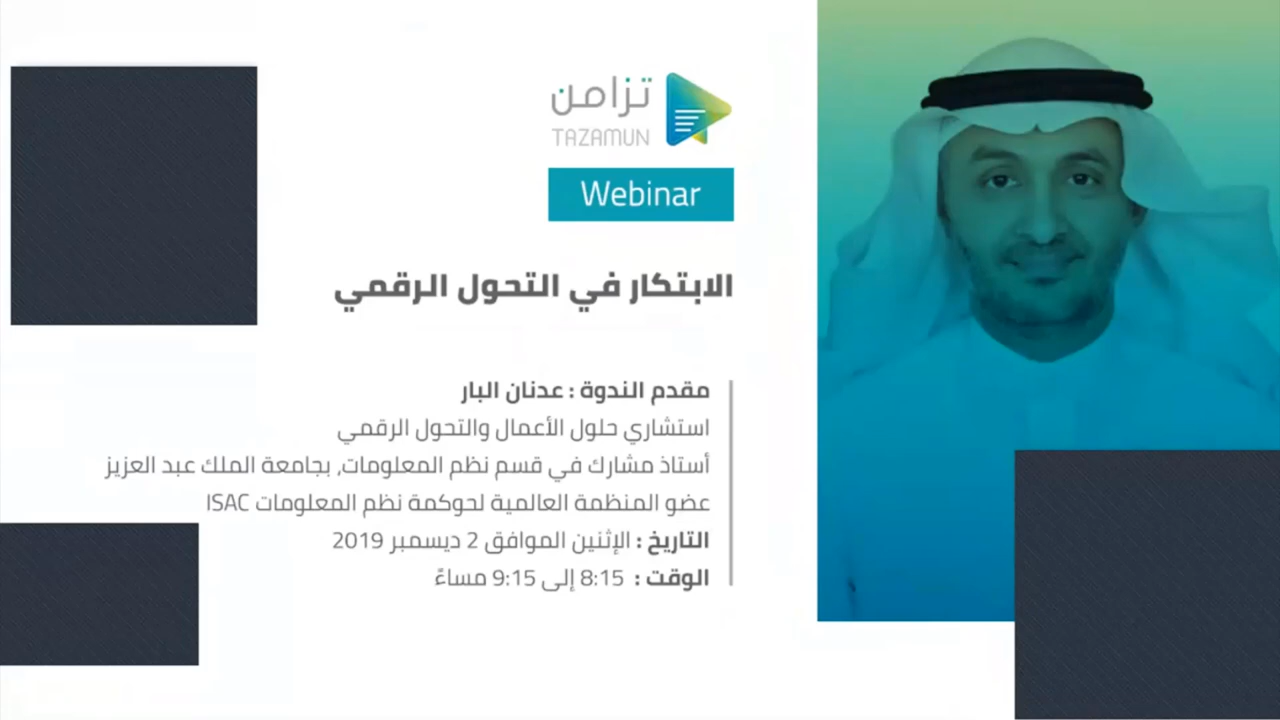 تزامن
TAZAMUN
Webinar
الابتكار في التحول الرقمي
مقدم الندوة : عدنان البار
استشاري حلول الأعمال والتحول الرقمي
أستاذ مشارك في قسم نظم المعلومات, بجامعة الملك عبد العزيز
عضو المنظمة العالمية لحوكمة نظم المعلومات ISAC
التاريخ : الإثنين الموافق 2 ديسمبر 2019
الوقت : 8:15 إلى 9:15 مساءً